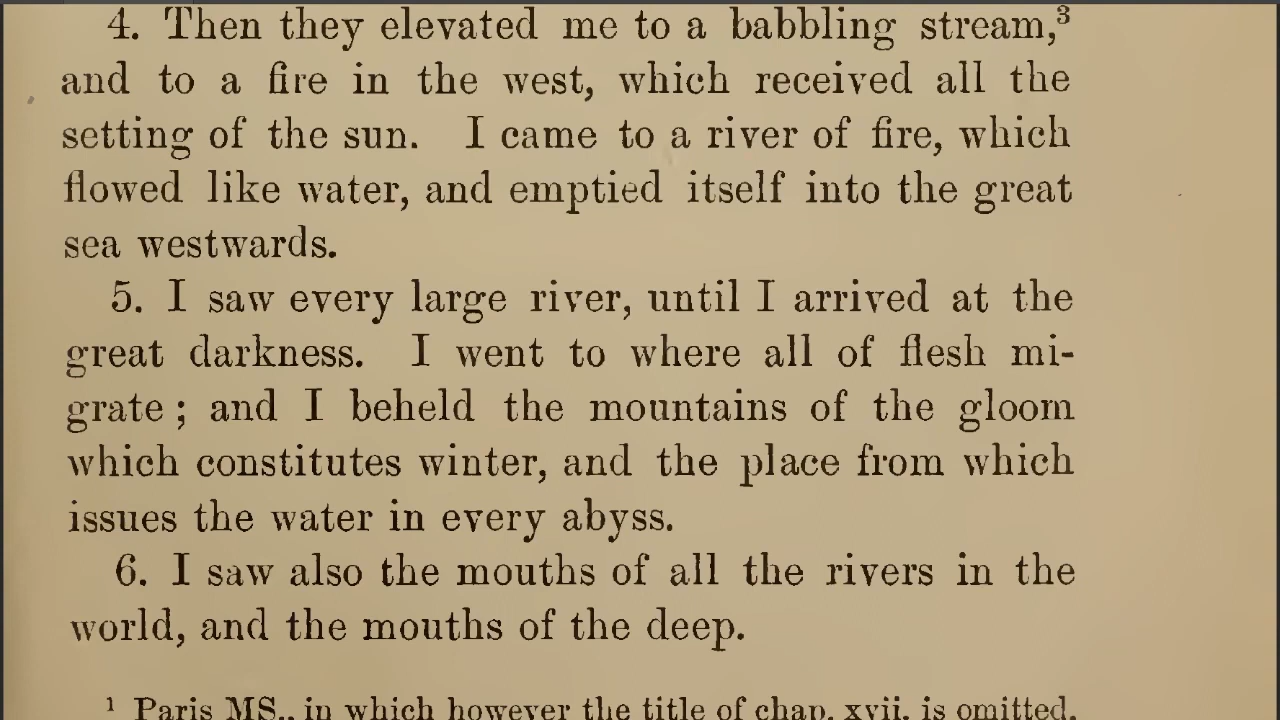 4. Then they elevated me to a babbling stream,³
and to a fire in the west, which received all the
setting of the sun. I came to a river of fire, which
flowed like water, and emptied itself into the great
sea westwards.
5. I saw every large river, until I arrived at the
great darkness. I went to where all of flesh mi-
grate ; and I beheld the mountains of the gloom
which constitutes winter, and the place from which
issues the water in every abyss.
6. I saw also the mouths of all the rivers in the
world, and the mouths of the deep.
¹ Paris MS., in which however the title of chap. xvii. is omitted.